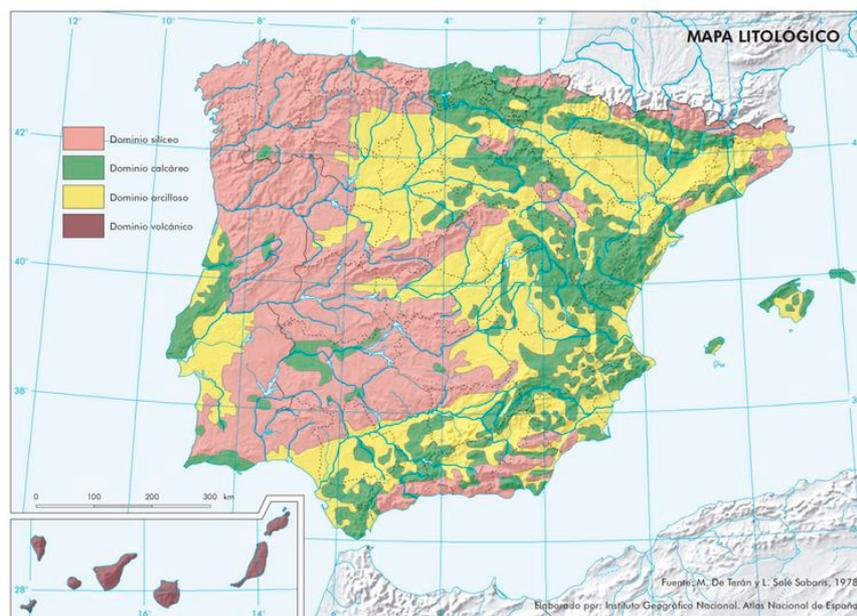 12°
10°
8°
6°
4°
2°
0°
2°
4°
MAPA LITOLÓGICO
42°
Dominio silíceo
Dominio calcáreo
Dominio arcilloso
Dominio volcánico
40°
38°
0 100 200 300 km
28°
16°
14°
Fuente: M. De Terán y L. Solé Sabarís, 1978
Elaborado por: Instituto Geográfico Nacional. Atlas Nacional de España